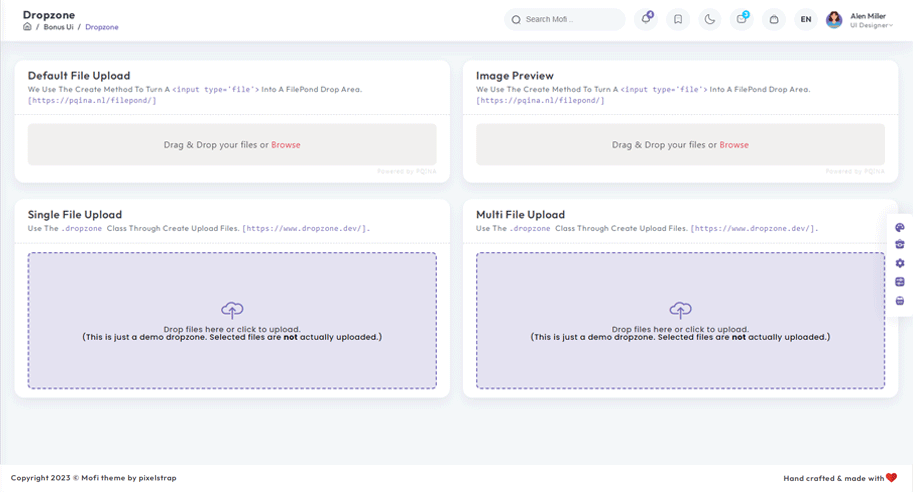 Dropzone
/ Bonus Ui / Dropzone
Search Mofi ..
4
3
EN
Alen Miller
UI Designer
Default File Upload
We Use The Create Method To Turn A <input type='file'> Into A FilePond Drop Area.
[https://pqina.nl/filepond/]
Drag & Drop your files or Browse
Powered by PQINA
Image Preview
We Use The Create Method To Turn A <input type='file'> Into A FilePond Drop Area.
[https://pqina.nl/filepond/]
Drag & Drop your files or Browse
Powered by PQINA
Single File Upload
Use The .dropzone Class Through Create Upload Files. [https://www.dropzone.dev/].
Drop files here or click to upload.
(This is just a demo dropzone. Selected files are not actually uploaded.)
Multi File Upload
Use The .dropzone Class Through Create Upload Files. [https://www.dropzone.dev/].
Drop files here or click to upload.
(This is just a demo dropzone. Selected files are not actually uploaded.)
Copyright 2023 © Mofi theme by pixelstrap
Hand crafted & made with